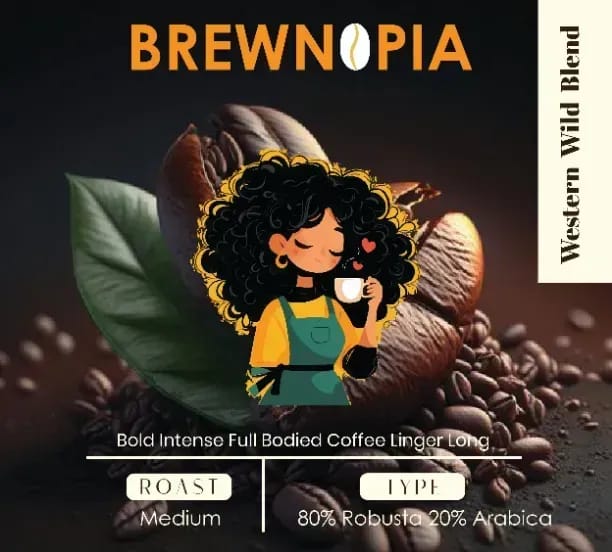 BREWNOPIA
Western Wild Blend
Bold Intense Full Bodied Coffee Linger Long
ROAST
TYPE
Medium
80% Robusta 20% Arabica